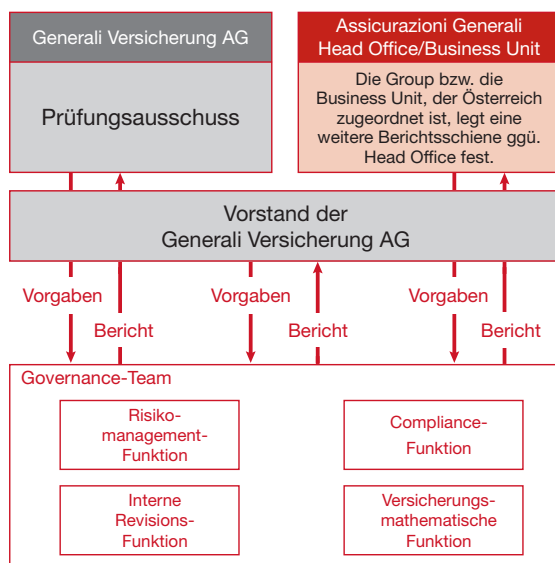 Generali Versicherung AG
Prüfungsausschuss
Assicurazioni Generali
Head Office/Business Unit
Die Group bzw. die
Business Unit, der Österreich
zugeordnet ist, legt eine
weitere Berichtsschiene ggü.
Head Office fest.
Vorstand der
Generali Versicherung AG
Vorgaben
Bericht
Vorgaben
Bericht
Vorgaben
Bericht
Governance-Team
Risiko-
management-
Funktion
Compliance-
Funktion
Interne
Revisions-
Funktion
Versicherungs-
mathematische
Funktion